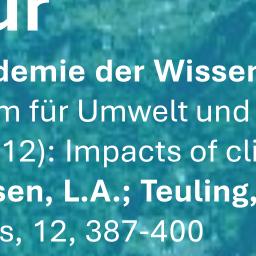 ur
demie der Wissen
m für Umwelt und
12): Impacts of cli
sen, L.A.; Teuling,
s, 12, 387-400